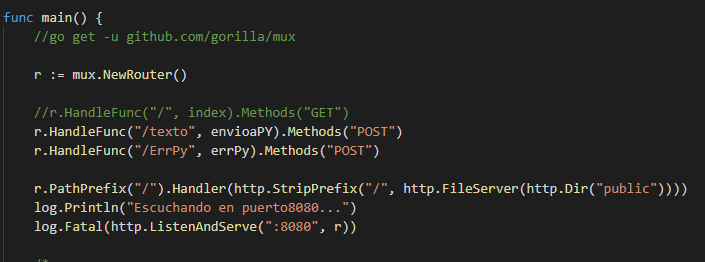 func main() {
//go get -u github.com/gorilla/mux
r := mux.NewRouter()
//r.HandleFunc("/", index).Methods("GET")
r.HandleFunc("/texto", envioaPY).Methods("POST")
r.HandleFunc("/ErrPy", errPy).Methods("POST")
r.PathPrefix("/").Handler(http.StripPrefix("/", http.FileServer(http.Dir("public"))))
log.Println("Escuchando en puerto8080...")
log.Fatal(http.ListenAndServe(":8080", r))